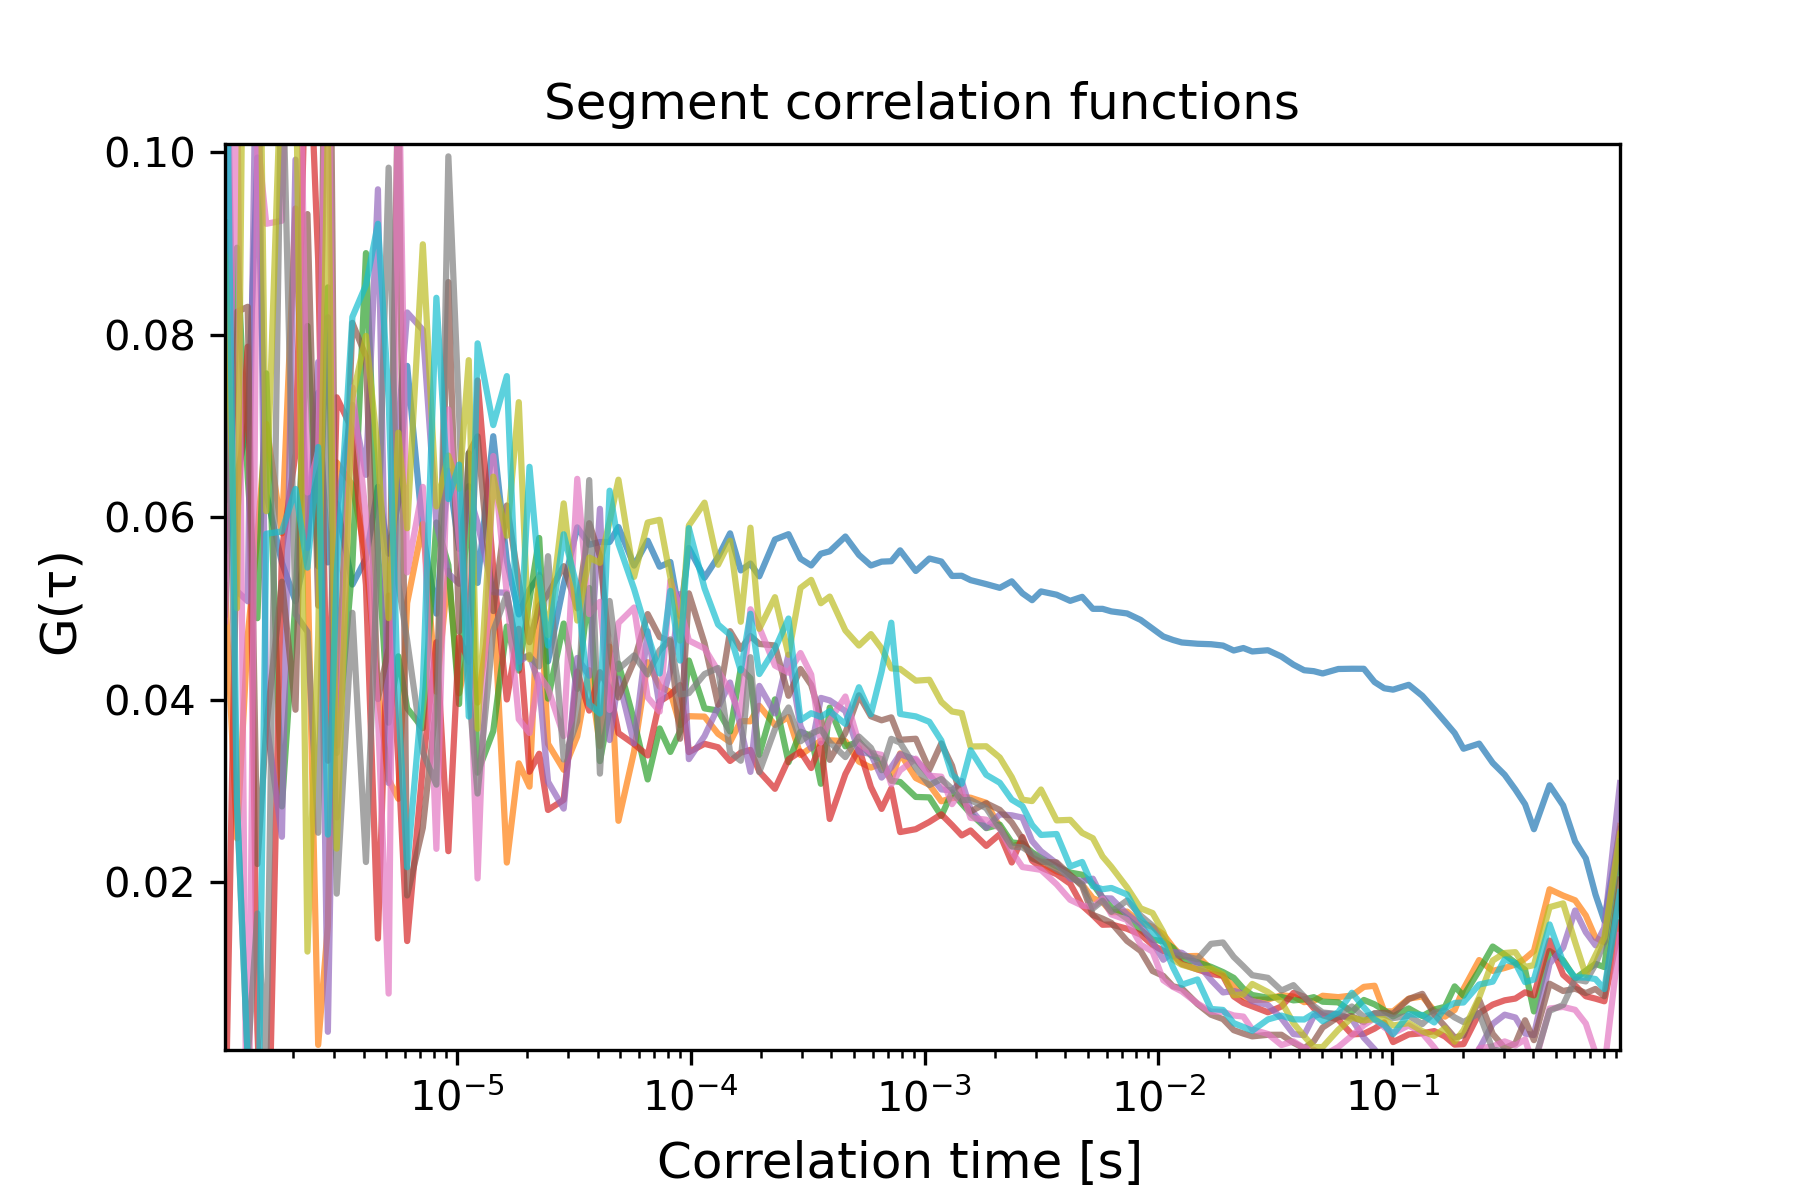 Segment correlation functions
0.10
0.08
0.06
0.04
0.02
G(τ)
10⁻⁵ 10⁻⁴ 10⁻³ 10⁻² 10⁻¹
Correlation time [s]